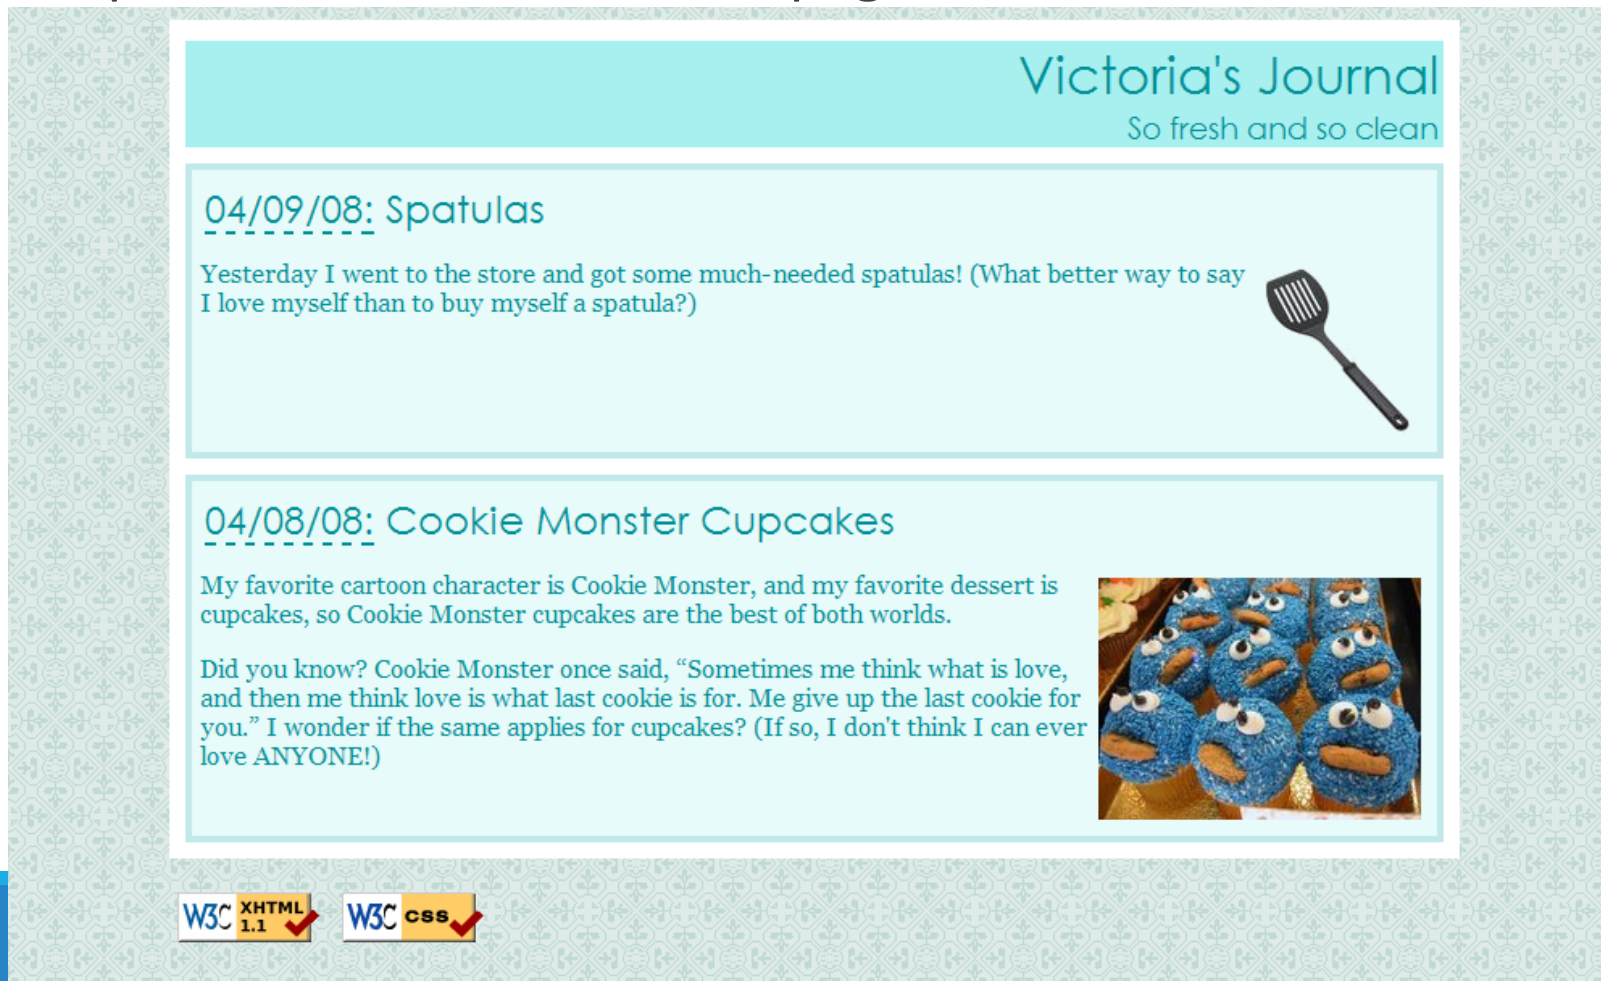 Victoria's Journal
So fresh and so clean
04/09/08: Spatulas
Yesterday I went to the store and got some much-needed spatulas! (What better way to say
I love myself than to buy myself a spatula?)
04/08/08: Cookie Monster Cupcakes
My favorite cartoon character is Cookie Monster, and my favorite dessert is
cupcakes, so Cookie Monster cupcakes are the best of both worlds.
Did you know? Cookie Monster once said, “Sometimes me think what is love,
and then me think love is what last cookie is for. Me give up the last cookie for
you.” I wonder if the same applies for cupcakes? (If so, I don't think I can ever
love ANYONE!)
W3C XHTML 1.1
W3C css